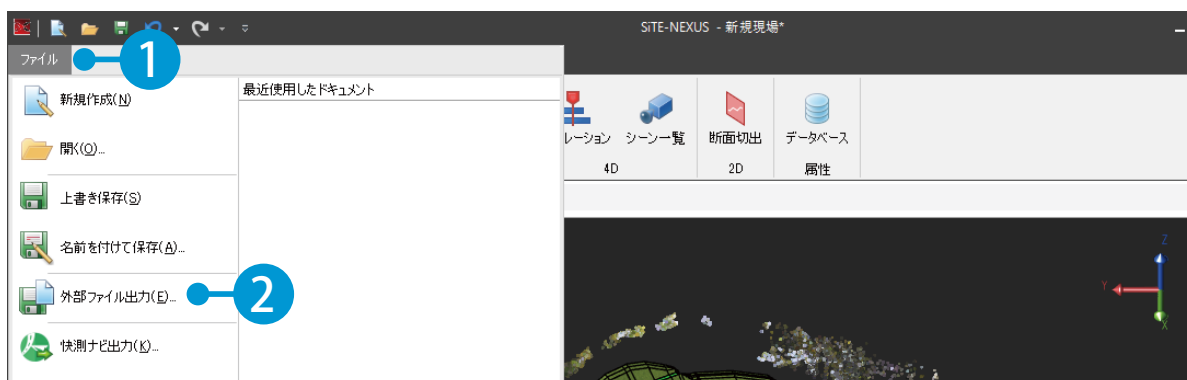 SiTE-NEXUS - 新規現場*
ファイル
1
新規作成(N)
最近使用したドキュメント
開く(O)...
上書き保存(S)
名前を付けて保存(A)...
外部ファイル出力(E)...
2
快測ナビ出力(K)...
レーション シーン一覧 断面切出 データベース
4D 2D 属性
Z
Y
X